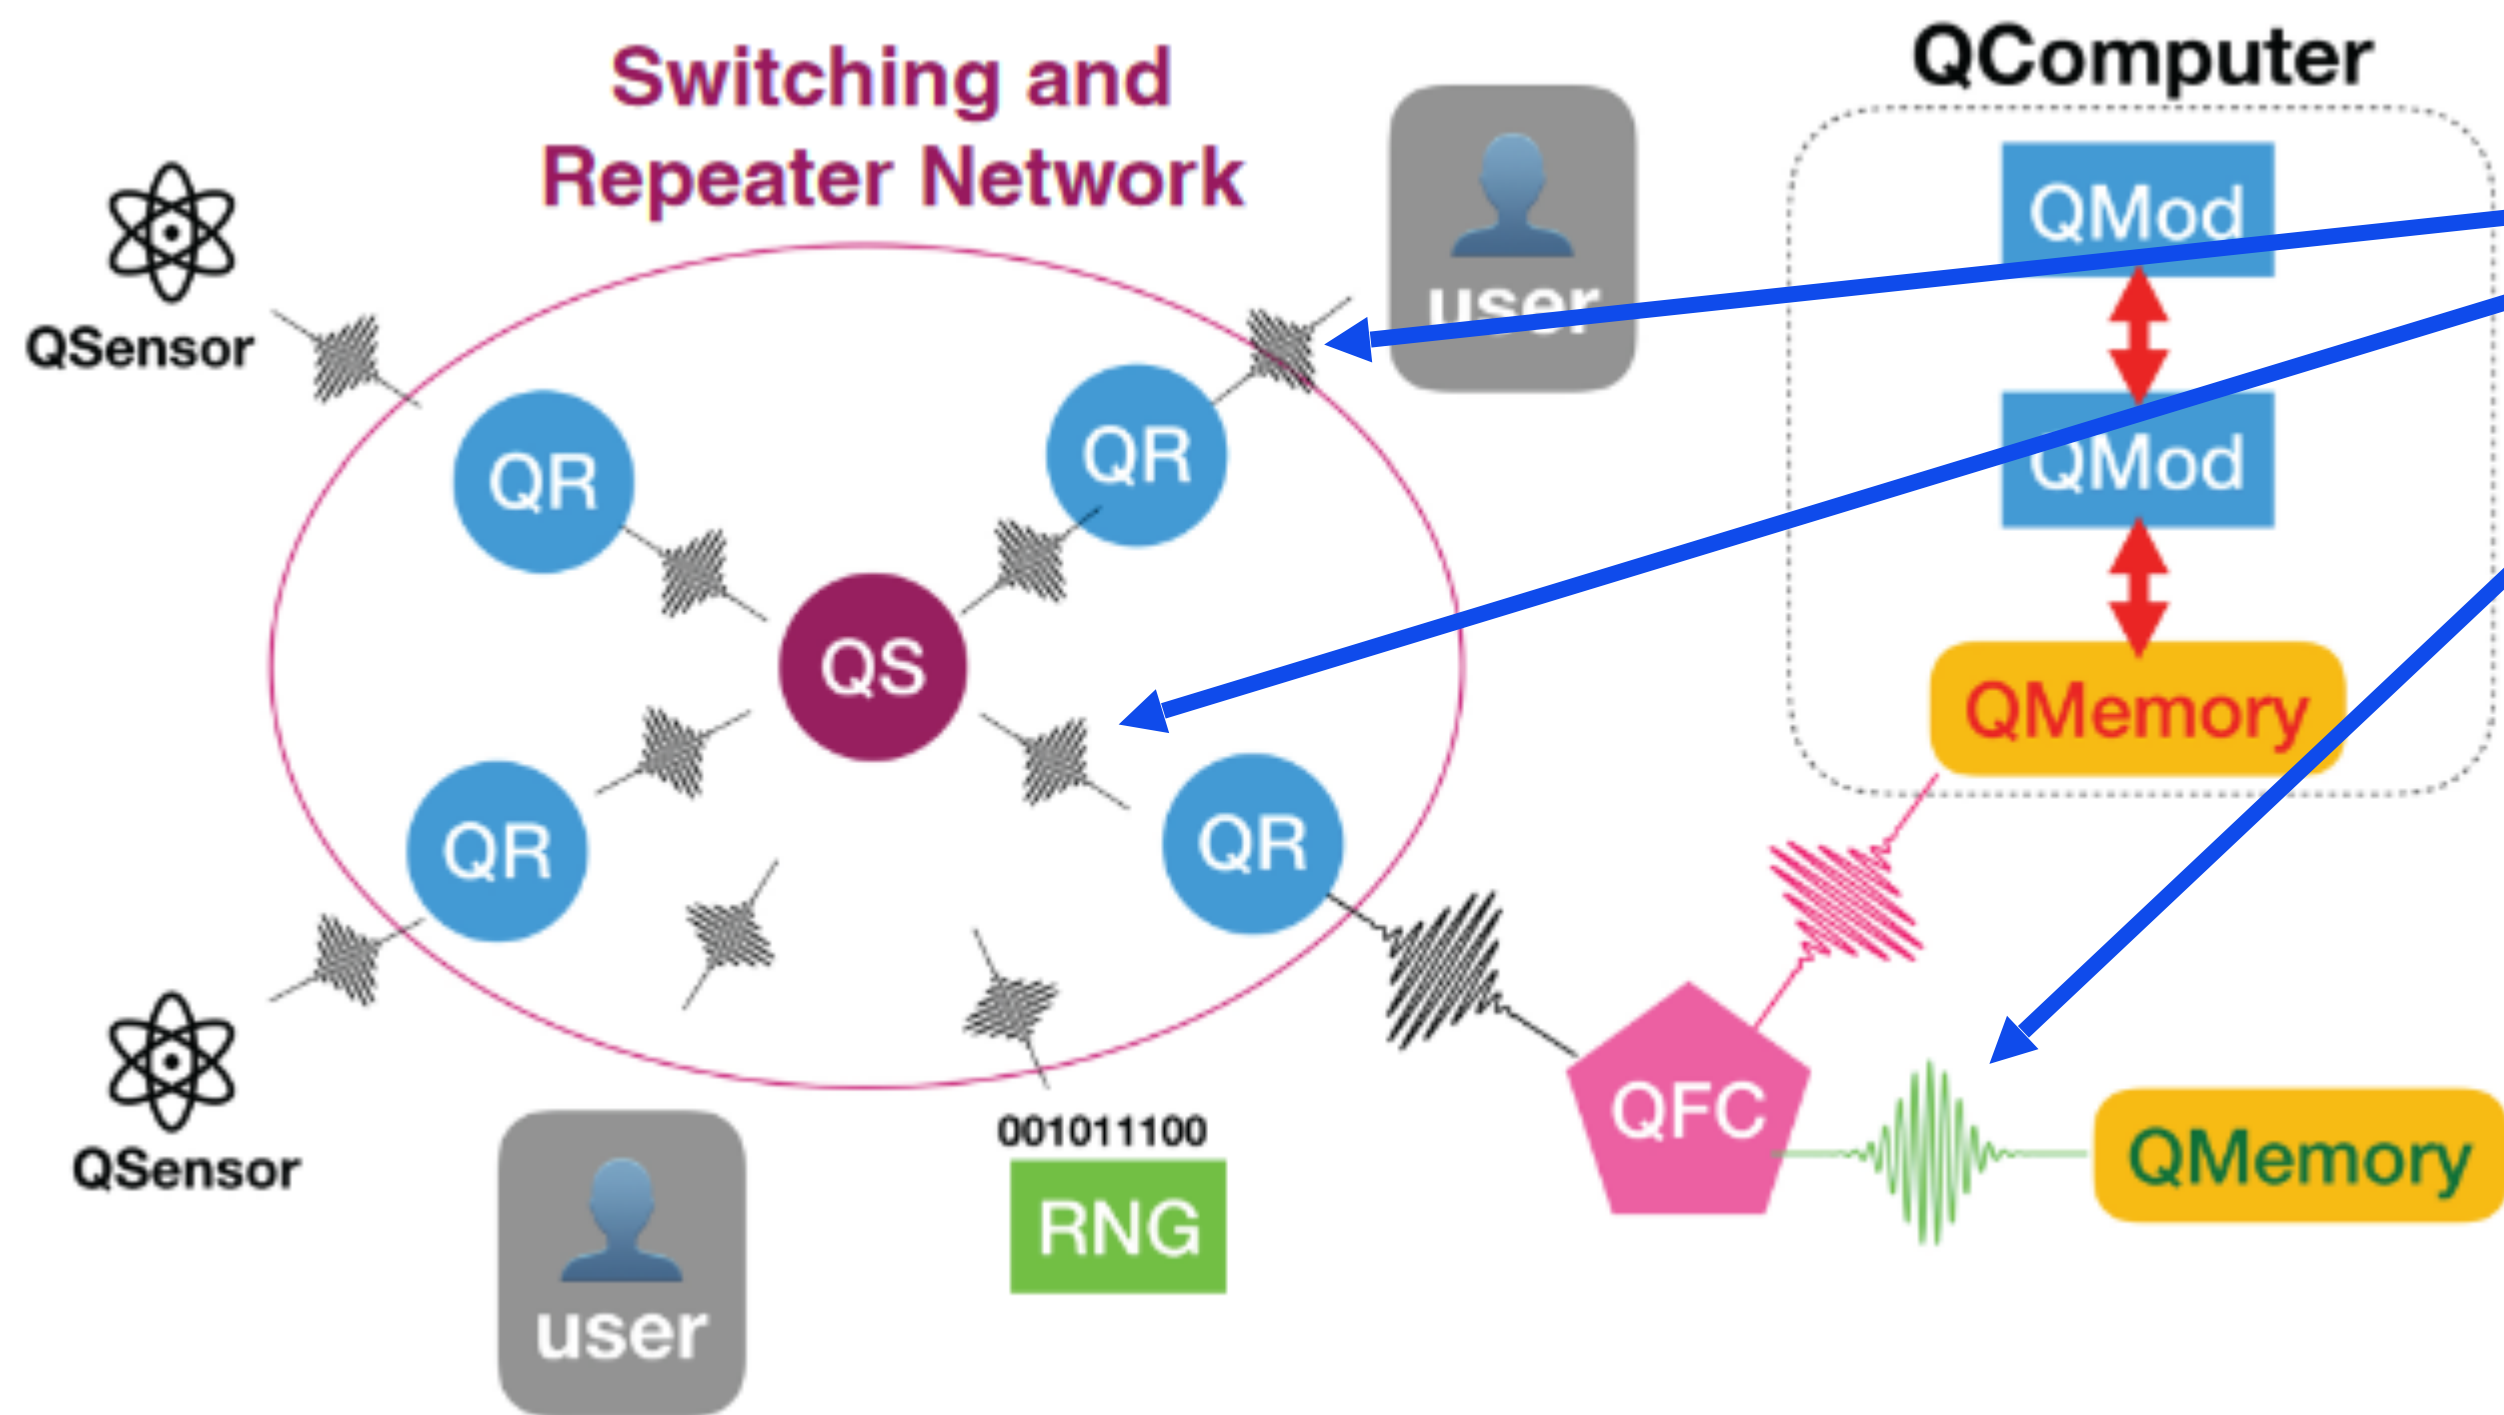 Switching and
Repeater Network
QComputer
QSensor
user
QMod
QMod
QMemory
QR
QR
QS
QR
QR
QFC
QMemory
QSensor
user
001011100
RNG